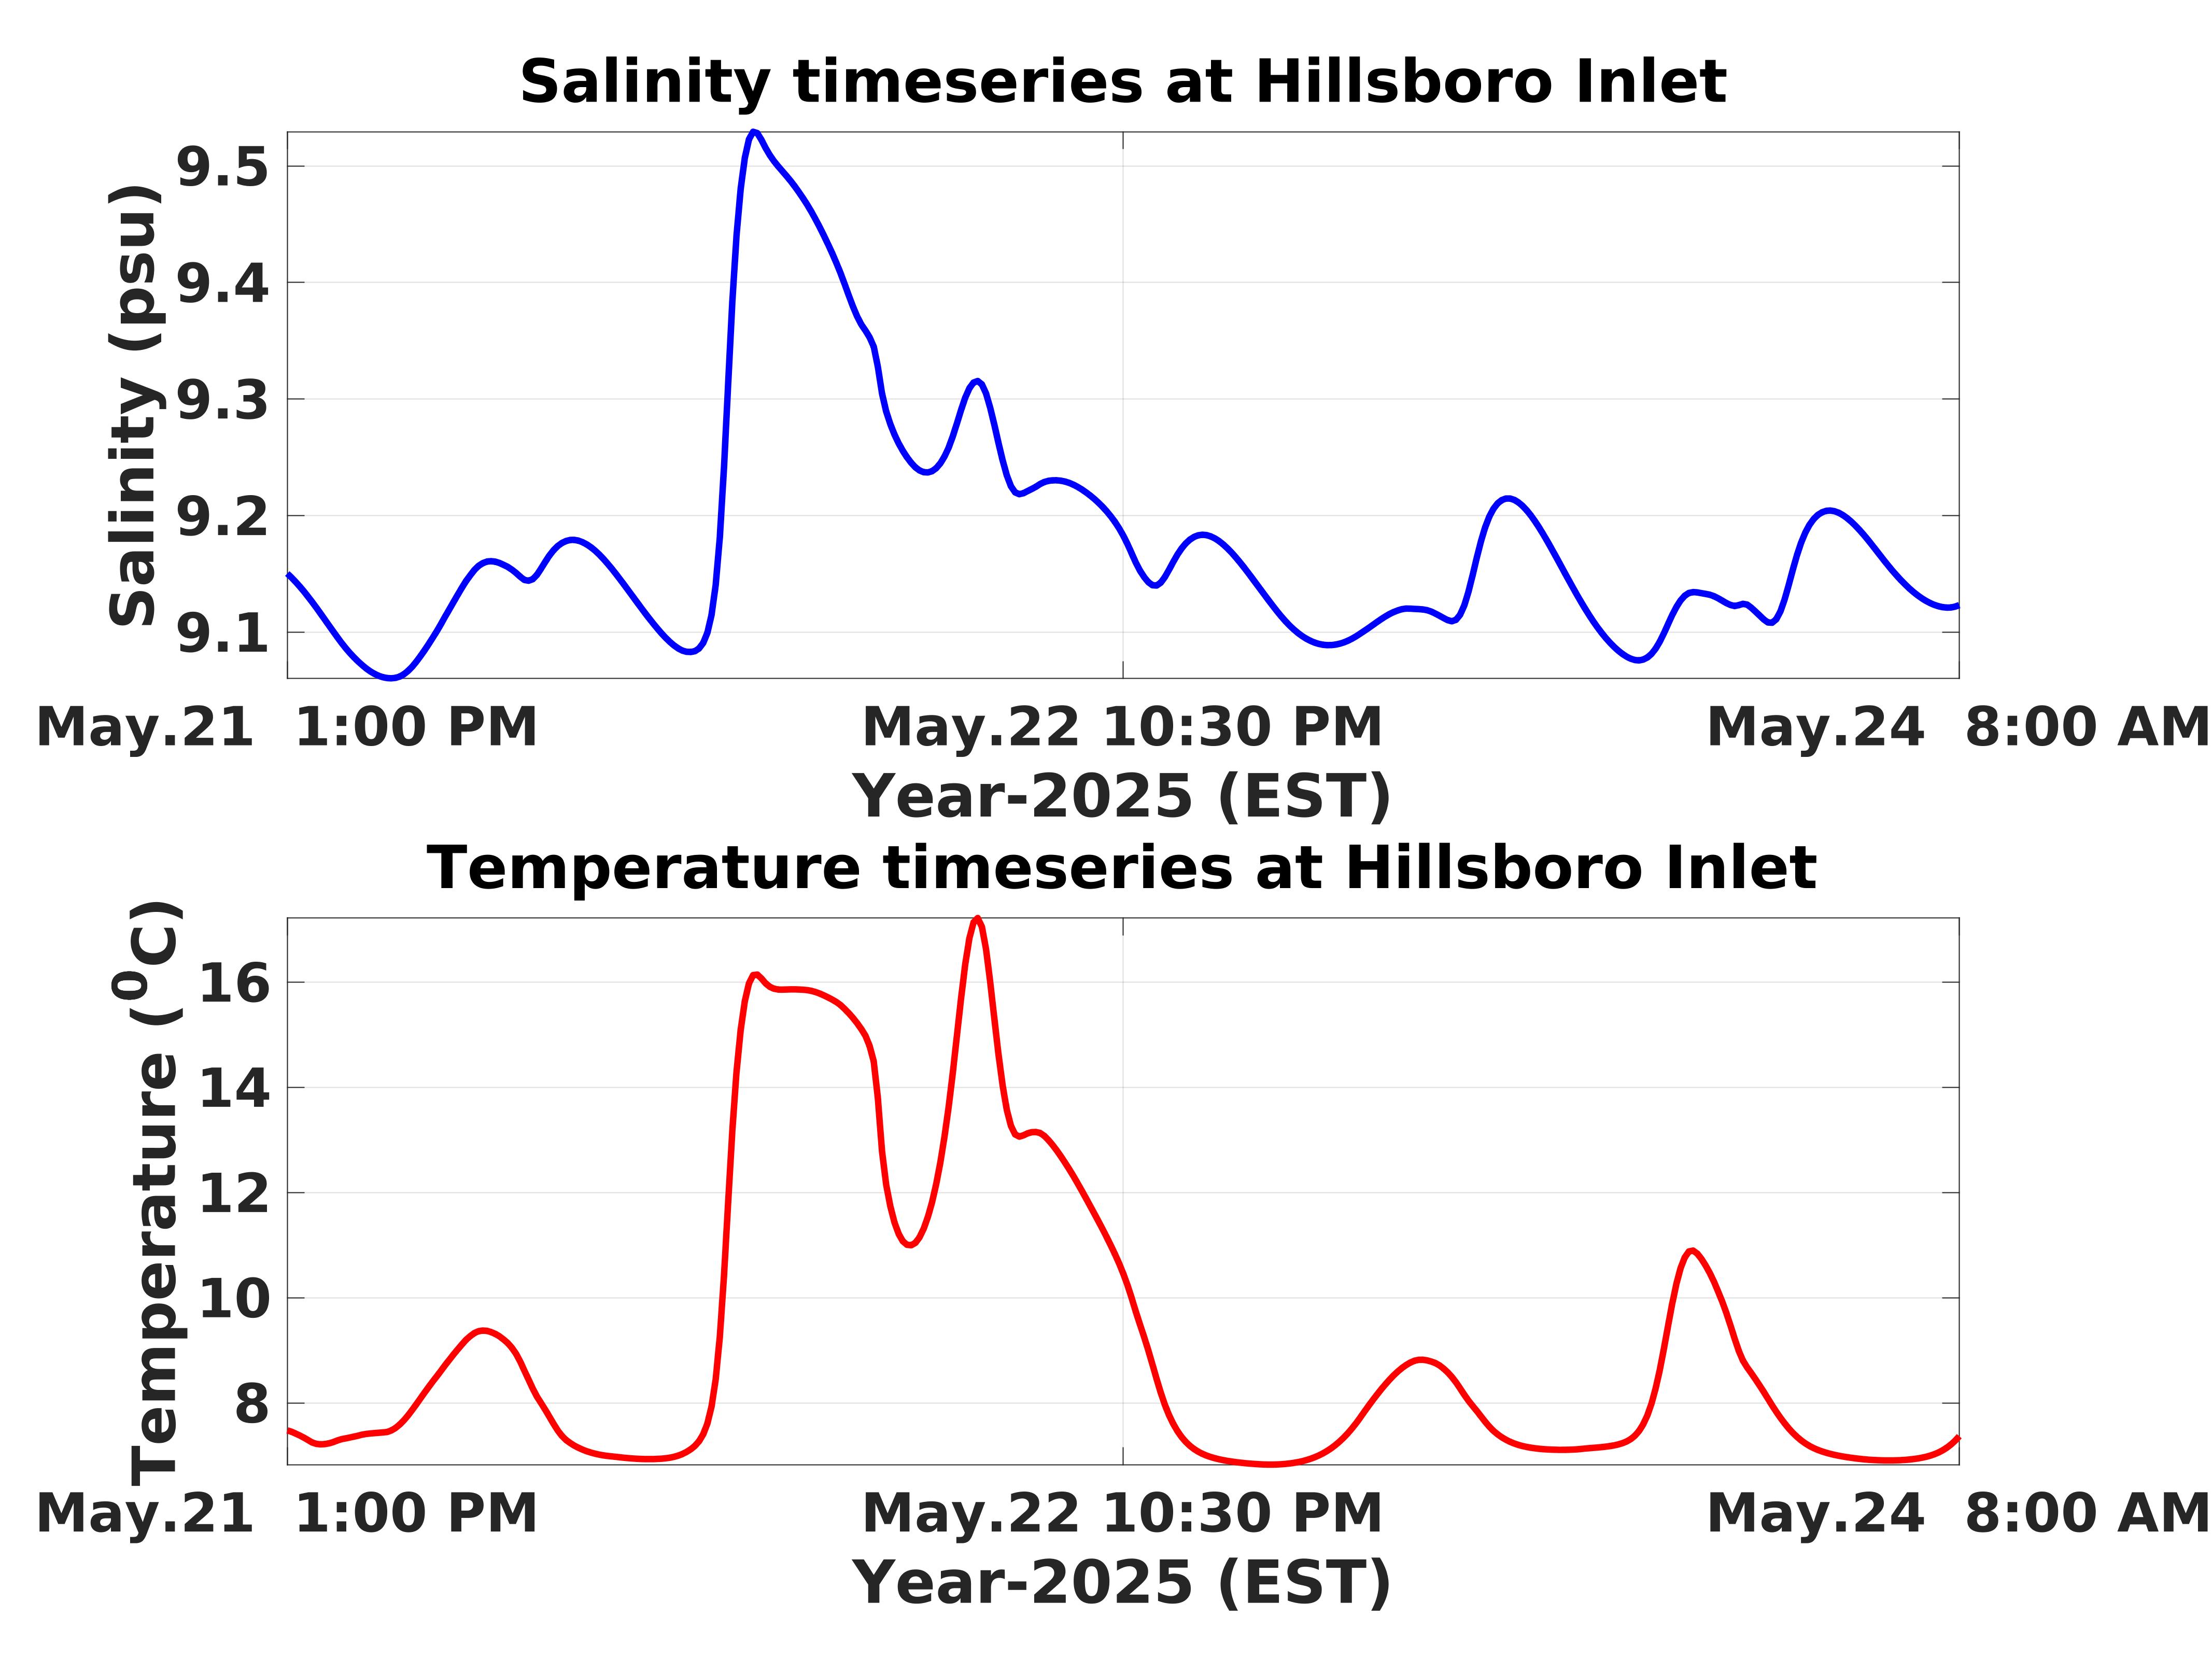 Salinity timeseries at Hillsboro Inlet
Salinity (psu)
9.5
9.4
9.3
9.2
9.1
May.21  1:00 PM
May.22 10:30 PM
May.24  8:00 AM
Year-2025 (EST)
Temperature timeseries at Hillsboro Inlet
Temperature (⁰C)
16
14
12
10
8
May.21  1:00 PM
May.22 10:30 PM
May.24  8:00 AM
Year-2025 (EST)